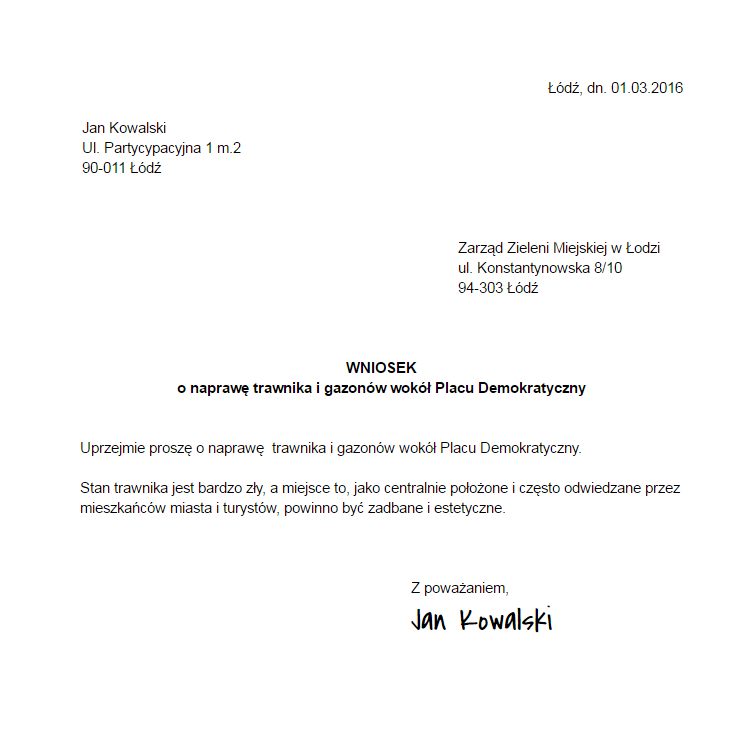 Łódź, dn. 01.03.2016
Jan Kowalski
Ul. Partycypacyjna 1 m.2
90-011 Łódź
Zarząd Zieleni Miejskiej w Łodzi
ul. Konstantynowska 8/10
94-303 Łódź
WNIOSEK
o naprawę trawnika i gazonów wokół Placu Demokratyczny
Uprzejmie proszę o naprawę  trawnika i gazonów wokół Placu Demokratyczny.
Stan trawnika jest bardzo zły, a miejsce to, jako centralnie położone i często odwiedzane przez
mieszkańców miasta i turystów, powinno być zadbane i estetyczne.
Z poważaniem,
Jan Kowalski